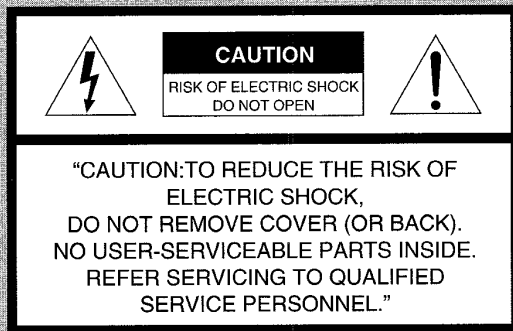 CAUTION
RISK OF ELECTRIC SHOCK
DO NOT OPEN
“CAUTION:TO REDUCE THE RISK OF
ELECTRIC SHOCK,
DO NOT REMOVE COVER (OR BACK).
NO USER-SERVICEABLE PARTS INSIDE.
REFER SERVICING TO QUALIFIED
SERVICE PERSONNEL.”